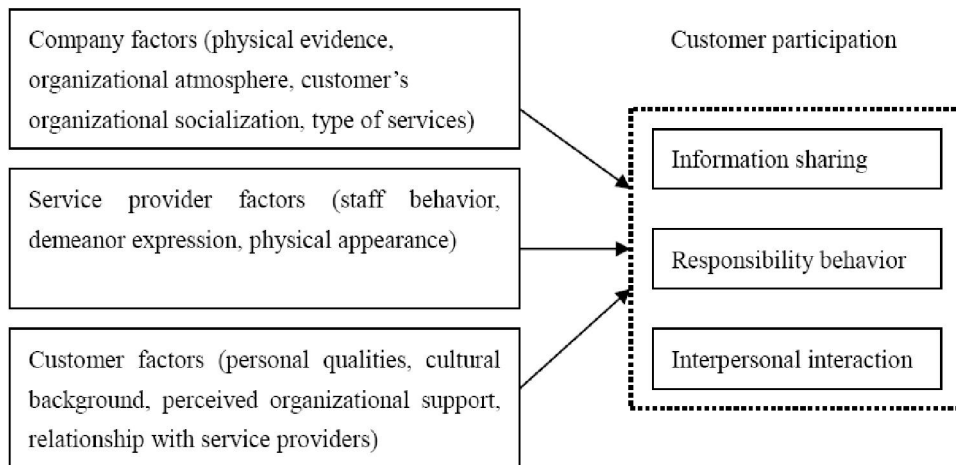 Company factors (physical evidence,
organizational atmosphere, customer's
organizational socialization, type of services)
Service provider factors (staff behavior,
demeanor expression, physical appearance)
Customer factors (personal qualities, cultural
background, perceived organizational support,
relationship with service providers)
Customer participation
Information sharing
Responsibility behavior
Interpersonal interaction